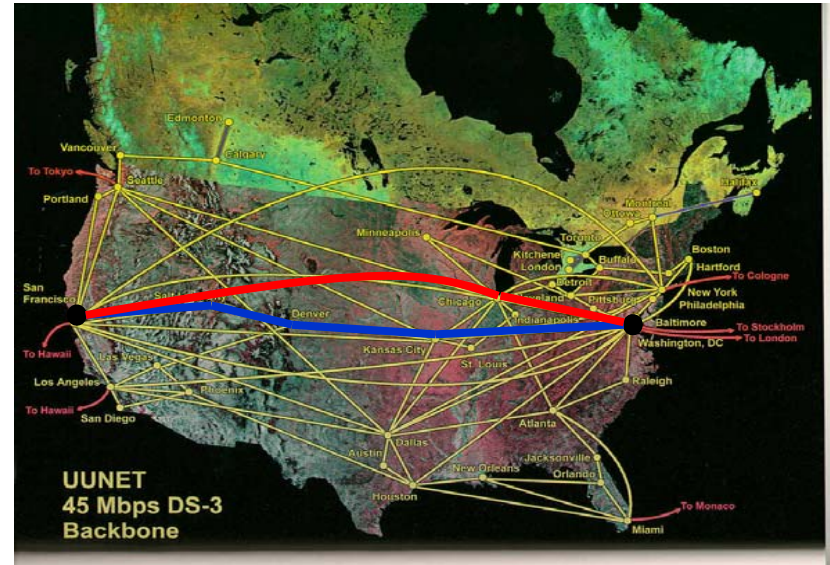 Edmonton
Vancouver
Calgary
To Tokyo
Seattle
Portland
Halifax
Montreal
Ottawa
Minneapolis
Toronto
Boston
Kitchene
Buffalo
London
Hartford
To Cologne
Detroit
San
Francisco
New York
Chicago
Pittsburg
Philadelphia
Denver
Indianapolis
Baltimore
To Stockholm
Washington, DC
To London
To Hawaii
Las Vegas
Kansas City
St. Louis
Los Angeles
Phoenix
Raleigh
To Hawaii
San Diego
Atlanta
Dallas
Austin
Jacksonville
New Orleans
Orlando
Houston
To Monaco
Miami
UUNET
45 Mbps DS-3
Backbone